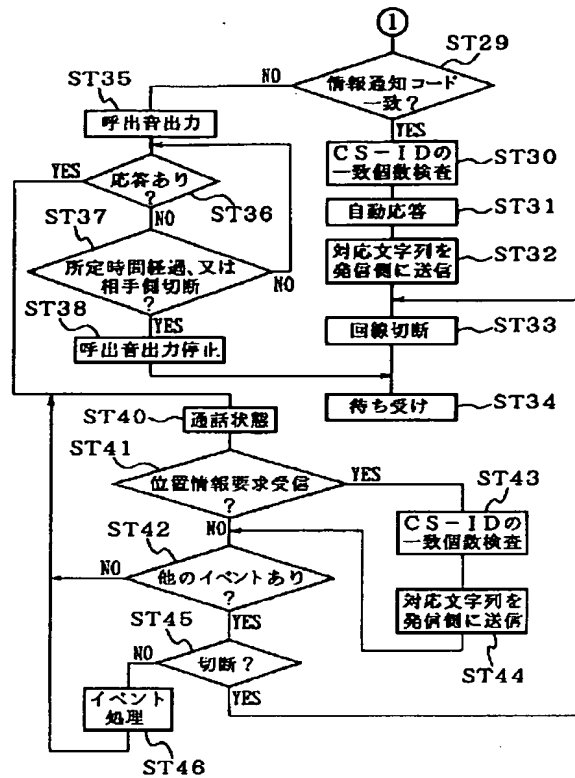 1
ST29
情報通知コード
一致?
NO
YES
ST35
呼出音出力
CS-IDの
一致個数検査
ST30
YES
応答あり
?
ST36
自動応答
ST31
NO
ST37
対応文字列を
発信側に送信
ST32
所定時間経過、又は
相手側切断
?
NO
ST38
YES
回線切断
ST33
呼出音出力停止
待ち受け
ST34
ST40
通話状態
ST41
位置情報要求受信
?
YES
ST43
NO
CS-IDの
一致個数検査
ST42
NO
他のイベントあり
?
対応文字列を
発信側に送信
ST44
YES
ST45
NO
切断?
YES
イベント
処理
ST46